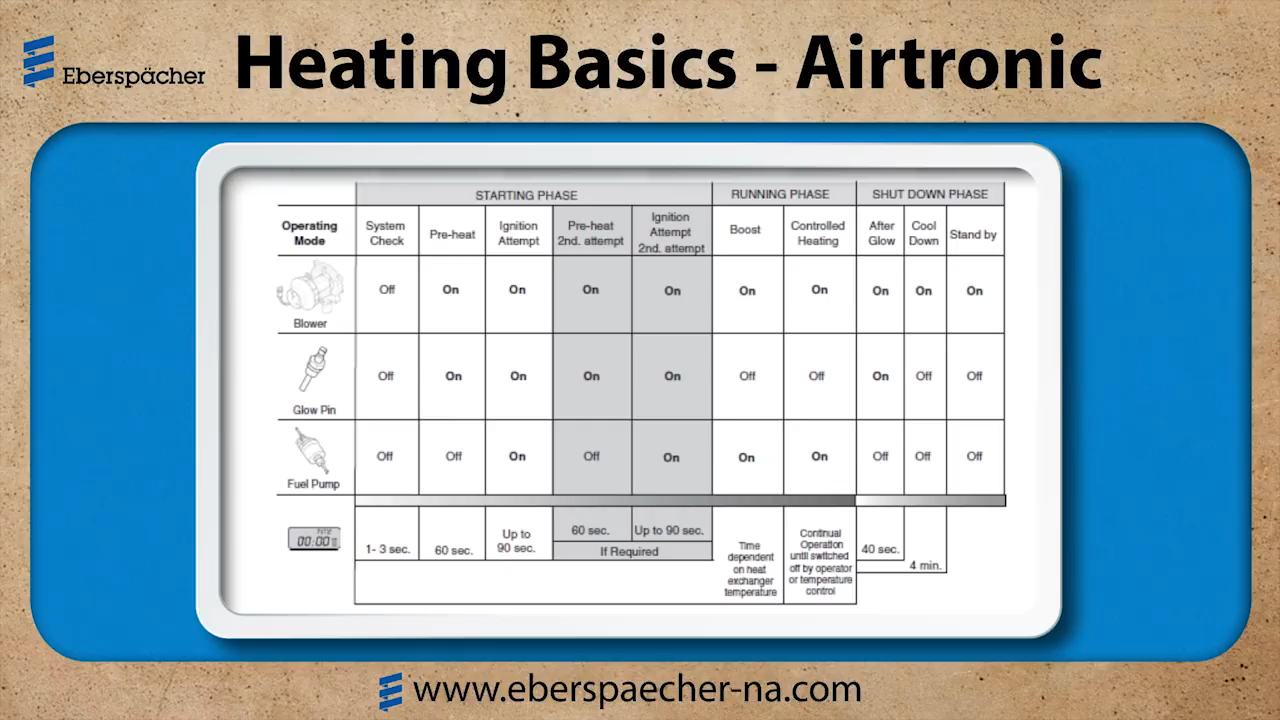 Eberspächer
Heating Basics - Airtronic
STARTING PHASE
RUNNING PHASE
SHUT DOWN PHASE
Operating
Mode
System
Check
Pre-heat
Ignition
Attempt
Pre-heat
2nd. attempt
Ignition
Attempt
2nd. attempt
Boost
Controlled
Heating
After
Glow
Cool
Down
Stand by
Blower
Off
On
On
On
On
On
On
On
On
On
Glow Pin
Off
On
On
On
On
Off
Off
On
Off
Off
Fuel Pump
Off
Off
On
Off
On
On
On
Off
Off
Off
TIME
00:00
1- 3 sec.
60 sec.
Up to
90 sec.
60 sec.
Up to 90 sec.
If Required
Time
dependent
on heat
exchanger
temperature
Continual
Operation
until switched
off by operator
or temperature
control
40 sec.
4 min.
www.eberspaecher-na.com